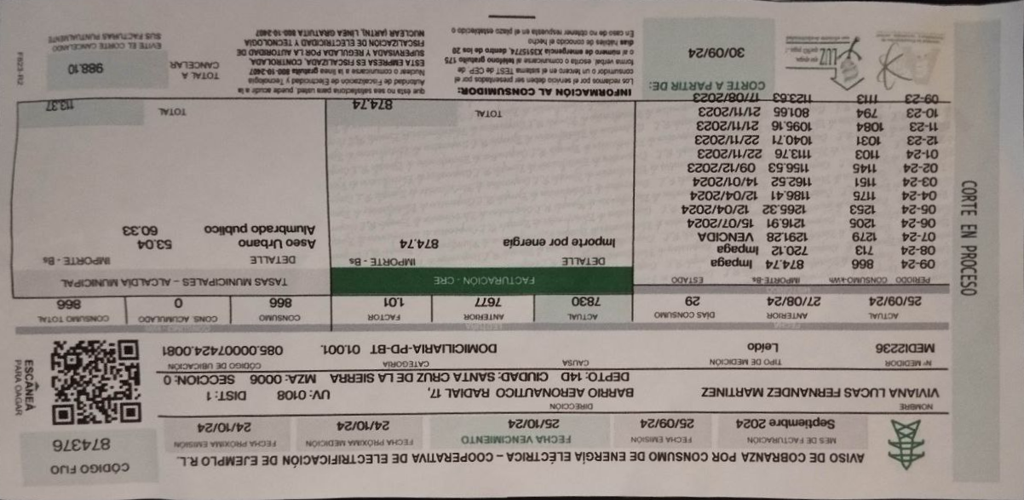 AVISO DE COBRANZA POR CONSUMO DE ENERGÍA ELÉCTRICA – COOPERATIVA DE ELECTRIFICACIÓN DE EJEMPLO R.L.
CÓDIGO FIJO
874376
MES DE FACTURACIÓN FECHA EMISIÓN FECHA VENCIMIENTO FECHA PRÓXIMA MEDICIÓN FECHA PRÓXIMA EMISIÓN
Septiembre 2024 25/09/24 25/10/24 24/10/24 24/10/24
NOMBRE DIRECCIÓN
VIVIANA LUCAS FERNANDEZ MARTINEZ BARRIO AERONAUTICO RADIAL 17, UV: 0108 DIST: 1
DEPTO: 14D CIUDAD: SANTA CRUZ DE LA SIERRA MZA: 0006 SECCION: 0
Nº MEDIDOR TIPO DE MEDICIÓN CAUSA CATEGORIA CÓDIGO DE UBICACIÓN
MEDI2236 Leído DOMICILIARIA-PD-BT 01.001. 085.00007424.0081
ESCANEÁ
PARA PAGAR
FECHA LECTURA
ACTUAL ANTERIOR DÍAS CONSUMO ACTUAL ANTERIOR FACTOR CONSUMO CONS. ACUMULADO CONSUMO TOTAL
25/09/24 27/08/24 29 7830 7677 1.01 866 0 866
PERIODO CONSUMO-kWh IMPORTE-Bs ESTADO
09-24 866 874.74 Impaga
08-24 713 720.12 Impaga
07-24 1279 1291.28 VENCIDA
06-24 1205 1216.91 15/07/2024
05-24 1253 1265.32 12/04/2024
04-24 1175 1186.41 12/04/2024
03-24 1151 1162.52 14/01/2024
02-24 1145 1156.53 09/12/2023
01-24 1103 1113.76 22/11/2023
12-23 1031 1040.71 22/11/2023
11-23 1084 1095.16 21/11/2023
10-23 794 801.65 21/11/2023
09-23 1113 1123.63 17/08/2023
FACTURACIÓN - CRE
DETALLE IMPORTE - Bs
Importe por energía 874.74
TOTAL 874.74
TASAS MUNICIPALES – ALCALDÍA MUNICIPAL
DETALLE IMPORTE - Bs
Aseo Urbano 53.04
Alumbrado publico 60.33
TOTAL 113.37
CORTE EN PROCESO
CORTE A PARTIR DE:
30/09/24
INFORMACIÓN AL CONSUMIDOR:
Los reclamos por el servicio deben ser presentados por el
consumidor o un tercero en el sistema TEST de CEP de
forma verbal, escrita o comunicarse al teléfono gratuito 175
o al número de emergencia X3515274 dentro de los 20
días hábiles de conocido el hecho
En caso de no obtener respuesta en el plazo establecido o
que ésta no sea satisfactoria para usted, puede acudir a la
Autoridad de Fiscalización de Electricidad y Tecnología
Nuclear o comunicarse a la línea gratuita 800-10-2407
ESTA EMPRESA ES FISCALIZADA, CONTROLADA,
SUPERVISADA Y REGULADA POR LA AUTORIDAD DE
FISCALIZACIÓN DE ELECTRICIDAD Y TECNOLOGÍA
NUCLEAR (AETN), LINEA GRATUITA 800-10-2407
TOTAL A
CANCELAR
988.10
EVITE EL CORTE CANCELANDO
SUS FACTURAS PUNTUALMENTE
F823-R02